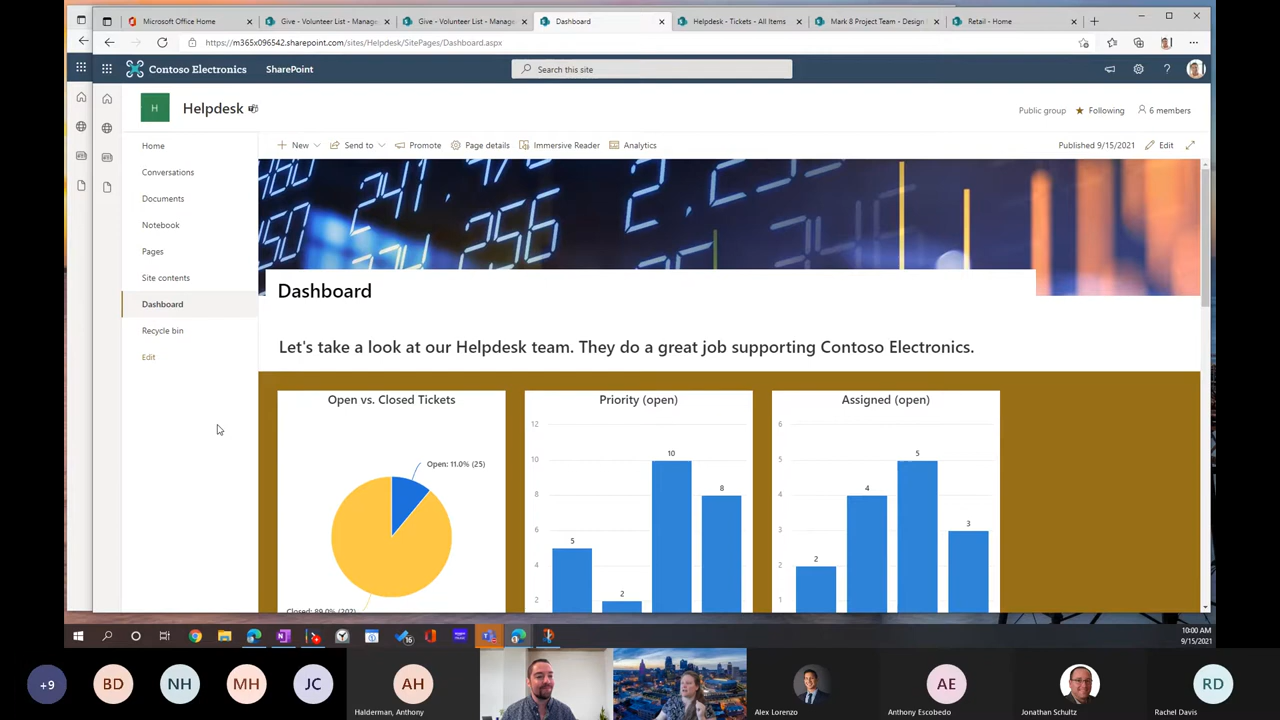 Microsoft Office Home
Give - Volunteer List - Manage
Give - Volunteer List - Manage
Dashboard
Helpdesk - Tickets - All Items
Mark 8 Project Team - Design
Retail - Home
https://m365x096542.sharepoint.com/sites/Helpdesk/SitePages/Dashboard.aspx
Contoso Electronics
SharePoint
Search this site
H
Helpdesk
Public group
Following
6 members
New
Send to
Promote
Page details
Immersive Reader
Analytics
Published 9/15/2021
Edit
Home
Conversations
Documents
Notebook
Pages
Site contents
Dashboard
Recycle bin
Edit
Dashboard
Let's take a look at our Helpdesk team. They do a great job supporting Contoso Electronics.
Open vs. Closed Tickets
Open: 11.0% (25)
Closed: 89.0% (202)
Priority (open)
12
10
8
6
4
2
5
2
10
8
Assigned (open)
6
5
4
3
2
1
2
4
5
3
16
10:00 AM
9/15/2021
+9
BD
NH
MH
JC
AH
Halderman, Anthony
Alex Lorenzo
AE
Anthony Escobedo
Jonathan Schultz
RD
Rachel Davis